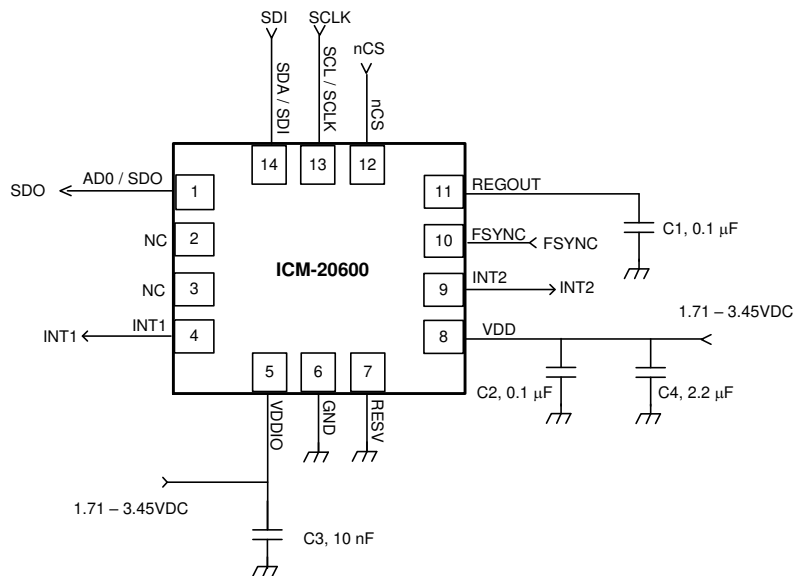 SDI
SCLK
nCS
SDA / SDI
SCL / SCLK
nCS
14
13
12
SDO
AD0 / SDO
1
11
REGOUT
C1, 0.1 μF
NC
2
10
FSYNC
FSYNC
ICM-20600
NC
3
9
INT2
INT2
INT1
INT1
4
8
VDD
1.71 – 3.45VDC
5
6
7
C2, 0.1 μF
C4, 2.2 μF
VDDIO
GND
RESV
1.71 – 3.45VDC
C3, 10 nF